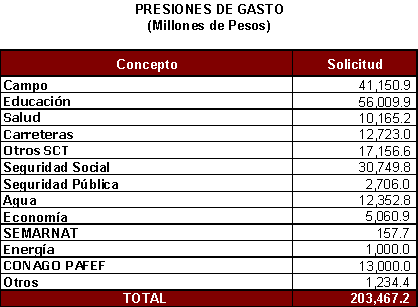 PRESIONES DE GASTO
(Millones de Pesos)
Concepto Solicitud
Campo 41,150.9
Educación 56,009.9
Salud 10,165.2
Carreteras 12,723.0
Otros SCT 17,156.6
Seguridad Social 30,749.8
Seguridad Pública 2,706.0
Agua 12,352.8
Economía 5,060.9
SEMARNAT 157.7
Energía 1,000.0
CONAGO PAFEF 13,000.0
Otros 1,234.4
TOTAL 203,467.2